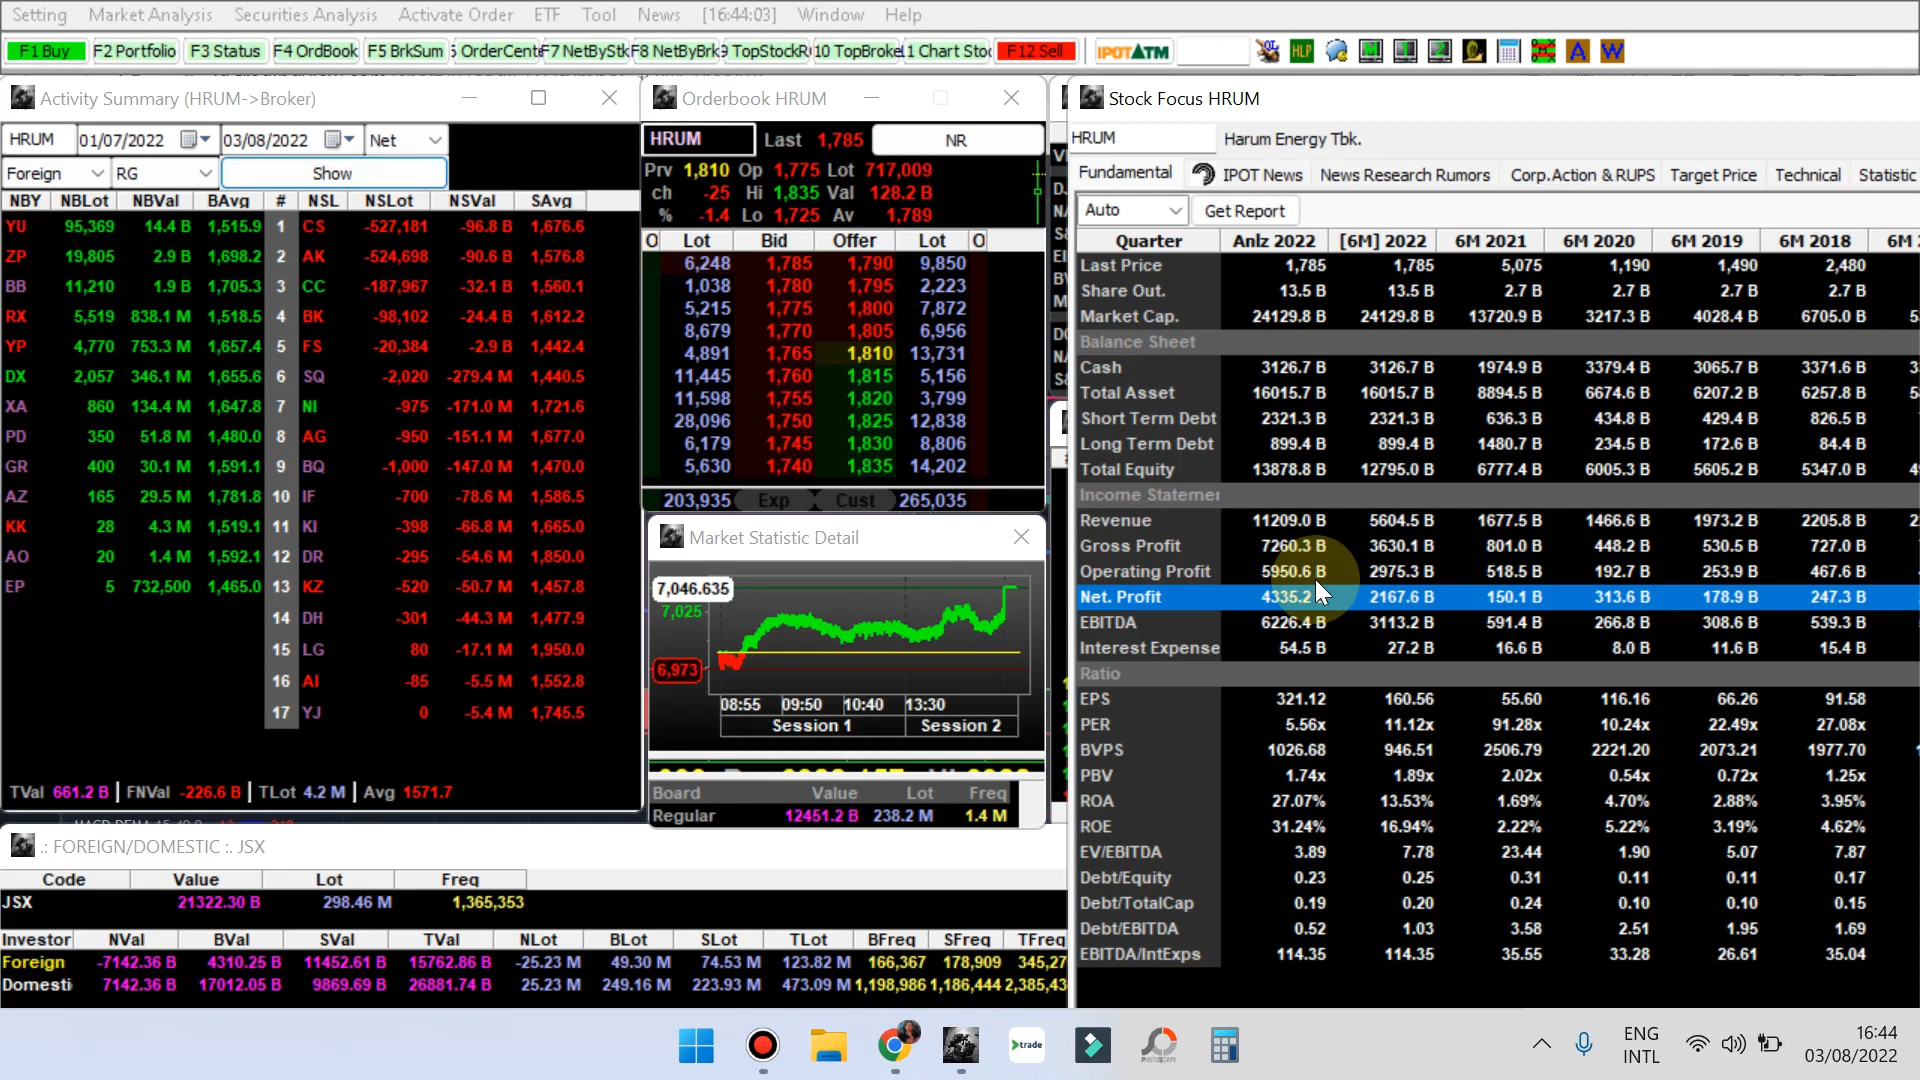 Setting Market Analysis Securities Analysis Activate Order ETF Tool News [16:44:03] Window Help
F1 Buy F2 Portfolio F3 Status F4 OrdBook F5 BrkSum OrderCent F7 NetByStk F8 NetByBrk 9 TopStockR 10 TopBroke 1 Chart Stoc F12 Sell IPOTATM
Activity Summary (HRUM->Broker)
HRUM 01/07/2022 03/08/2022 Net
Foreign RG Show
NBY NBLot NBVal BAvg # NSL NSLot NSVal SAvg
YU 95,369 14.4 B 1,515.9 1 CS -527,181 -96.8 B 1,676.6
ZP 19,805 2.9 B 1,698.2 2 AK -524,698 -90.6 B 1,576.8
BB 11,210 1.9 B 1,705.3 3 CC -187,967 -32.1 B 1,560.1
RX 5,519 838.1 M 1,518.5 4 BK -98,102 -24.4 B 1,612.2
YP 4,770 753.3 M 1,657.4 5 FS -20,384 -2.9 B 1,442.4
DX 2,057 346.1 M 1,655.6 6 SQ -2,020 -279.4 M 1,440.5
XA 860 134.4 M 1,647.8 7 NI -975 -171.0 M 1,721.6
PD 350 51.8 M 1,480.0 8 AG -950 -151.1 M 1,677.0
GR 400 30.1 M 1,591.1 9 BQ -1,000 -147.0 M 1,470.0
AZ 165 29.5 M 1,781.8 10 IF -700 -78.6 M 1,586.5
KK 28 4.3 M 1,519.1 11 KI -398 -66.8 M 1,665.0
AO 20 1.4 M 1,592.1 12 DR -295 -54.6 M 1,850.0
EP 5 732,500 1,465.0 13 KZ -520 -50.7 M 1,457.8
14 DH -301 -44.3 M 1,477.9
15 LG 80 -17.1 M 1,950.0
16 AI -85 -5.5 M 1,552.8
17 YJ 0 -5.4 M 1,745.5
TVal 661.2 B | FNVal -226.6 B | TLot 4.2 M | Avg 1571.7
Orderbook HRUM
HRUM Last 1,785 NR
Prv 1,810 Op 1,775 Lot 717,009
ch -25 Hi 1,835 Val 128.2 B
% -1.4 Lo 1,725 Av 1,789
O Lot Bid Offer Lot O
6,248 1,785 1,790 9,850
1,038 1,780 1,795 2,223
5,215 1,775 1,800 7,872
8,679 1,770 1,805 6,956
4,891 1,765 1,810 13,731
11,445 1,760 1,815 5,156
11,598 1,755 1,820 3,799
28,096 1,750 1,825 12,838
6,179 1,745 1,830 8,806
5,630 1,740 1,835 14,202
203,935 Exp Cust 265,035
Market Statistic Detail
7,046.635
7,025
6,973
08:55 09:50 10:40 13:30
Session 1 Session 2
Board Value Lot Freq
Regular 12451.2 B 238.2 M 1.4 M
.: FOREIGN/DOMESTIC :. JSX
Code Value Lot Freq
JSX 21322.30 B 298.46 M 1,365,353
Investor NVal BVal SVal TVal NLot BLot SLot TLot BFreq SFreq TFreq
Foreign -7142.36 B 4310.25 B 11452.61 B 15762.86 B -25.23 M 49.30 M 74.53 M 123.82 M 166,367 178,909 345,27
Domesti 7142.36 B 17012.05 B 9869.69 B 26881.74 B 25.23 M 249.16 M 223.93 M 473.09 M 1,198,986 1,186,444 2,385,43
Stock Focus HRUM
HRUM Harum Energy Tbk.
Fundamental IPOT News News Research Rumors Corp.Action & RUPS Target Price Technical Statistic
Auto Get Report
Quarter Anlz 2022 [6M] 2022 6M 2021 6M 2020 6M 2019 6M 2018 6M
Last Price 1,785 1,785 5,075 1,190 1,490 2,480
Share Out. 13.5 B 13.5 B 2.7 B 2.7 B 2.7 B 2.7 B
Market Cap. 24129.8 B 24129.8 B 13720.9 B 3217.3 B 4028.4 B 6705.0 B
Balance Sheet
Cash 3126.7 B 3126.7 B 1974.9 B 3379.4 B 3065.7 B 3371.6 B
Total Asset 16015.7 B 16015.7 B 8894.5 B 6674.6 B 6207.2 B 6257.8 B
Short Term Debt 2321.3 B 2321.3 B 636.3 B 434.8 B 429.4 B 826.5 B
Long Term Debt 899.4 B 899.4 B 1480.7 B 234.5 B 172.6 B 84.4 B
Total Equity 13878.8 B 12795.0 B 6777.4 B 6005.3 B 5605.2 B 5347.0 B
Income Statemer
Revenue 11209.0 B 5604.5 B 1677.5 B 1466.6 B 1973.2 B 2205.8 B
Gross Profit 7260.3 B 3630.1 B 801.0 B 448.2 B 530.5 B 727.0 B
Operating Profit 5950.6 B 2975.3 B 518.5 B 192.7 B 253.9 B 467.6 B
Net. Profit 4335.2 2167.6 B 150.1 B 313.6 B 178.9 B 247.3 B
EBITDA 6226.4 B 3113.2 B 591.4 B 266.8 B 308.6 B 539.3 B
Interest Expense 54.5 B 27.2 B 16.6 B 8.0 B 11.6 B 15.4 B
Ratio
EPS 321.12 160.56 55.60 116.16 66.26 91.58
PER 5.56x 11.12x 91.28x 10.24x 22.49x 27.08x
BVPS 1026.68 946.51 2506.79 2221.20 2073.21 1977.70
PBV 1.74x 1.89x 2.02x 0.54x 0.72x 1.25x
ROA 27.07% 13.53% 1.69% 4.70% 2.88% 3.95%
ROE 31.24% 16.94% 2.22% 5.22% 3.19% 4.62%
EV/EBITDA 3.89 7.78 23.44 1.90 5.07 7.87
Debt/Equity 0.23 0.25 0.31 0.11 0.11 0.17
Debt/TotalCap 0.19 0.20 0.24 0.10 0.10 0.15
Debt/EBITDA 0.52 1.03 3.58 2.51 1.95 1.69
EBITDA/IntExps 114.35 114.35 35.55 33.28 26.61 35.04
trade
ENG
INTL
16:44
03/08/2022